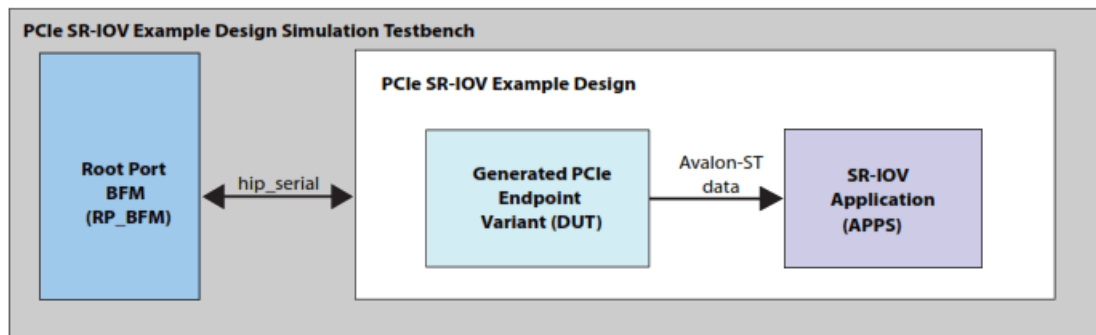 PCIe SR-IOV Example Design Simulation Testbench
PCIe SR-IOV Example Design
Root Port
BFM
(RP_BFM)
hip_serial
Generated PCIe
Endpoint
Variant (DUT)
Avalon-ST
data
SR-IOV
Application
(APPS)